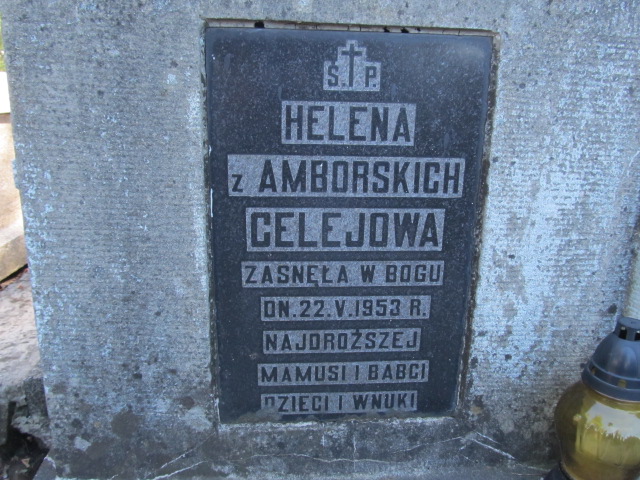 Ś.†P.
HELENA
z AMBORSKICH
CELEJOWA
ZASNĘŁA W BOGU
DN. 22.V.1953 R.
NAJDROŻSZEJ
MAMUSI I BABCI
DZIECI I WNUKI